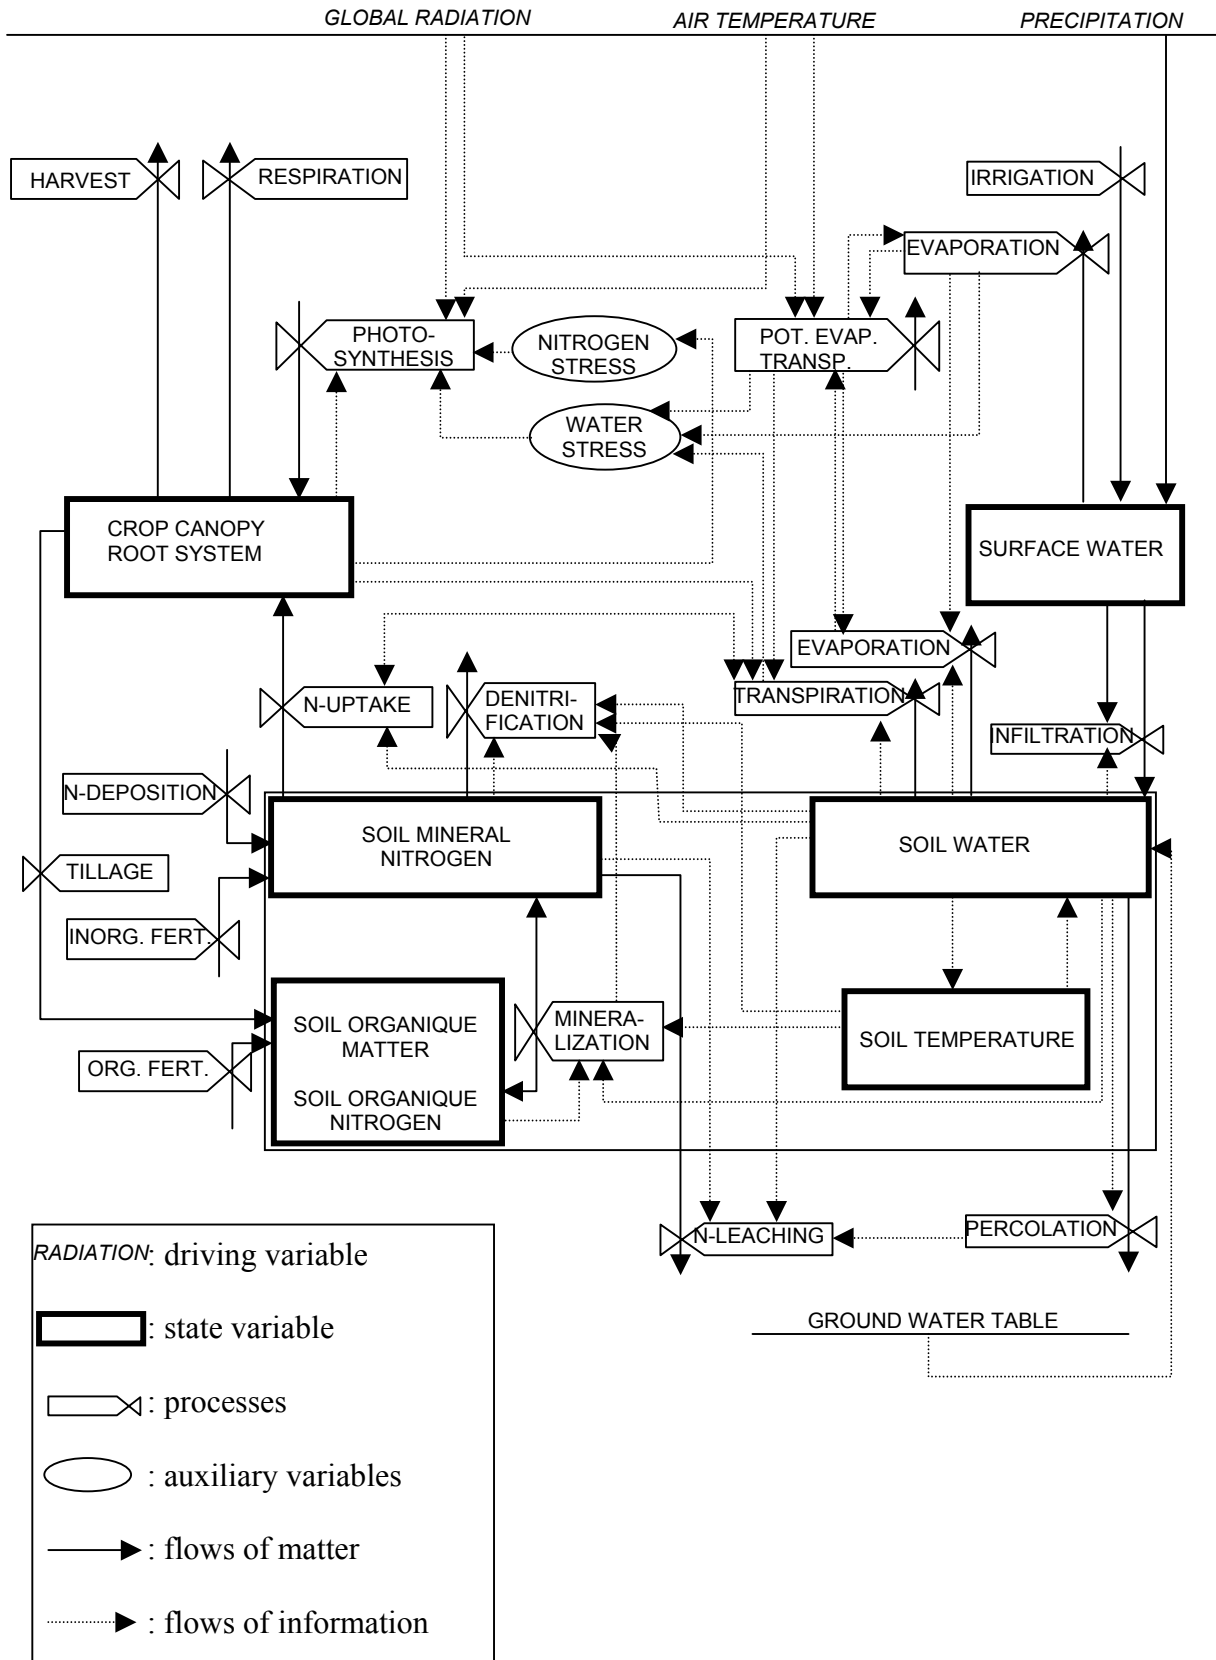 GLOBAL RADIATION
AIR TEMPERATURE
PRECIPITATION
HARVEST
RESPIRATION
IRRIGATION
EVAPORATION
PHOTO-
SYNTHESIS
NITROGEN
STRESS
POT. EVAP.
TRANSP.
WATER
STRESS
CROP CANOPY
ROOT SYSTEM
SURFACE WATER
EVAPORATION
N-UPTAKE
DENITRI-
FICATION
TRANSPIRATION
INFILTRATION
N-DEPOSITION
SOIL MINERAL
NITROGEN
SOIL WATER
TILLAGE
INORG. FERT.
SOIL ORGANIQUE
MATTER
MINERA-
LIZATION
SOIL TEMPERATURE
ORG. FERT.
SOIL ORGANIQUE
NITROGEN
N-LEACHING
PERCOLATION
GROUND WATER TABLE
RADIATION: driving variable
: state variable
: processes
: auxiliary variables
: flows of matter
: flows of information